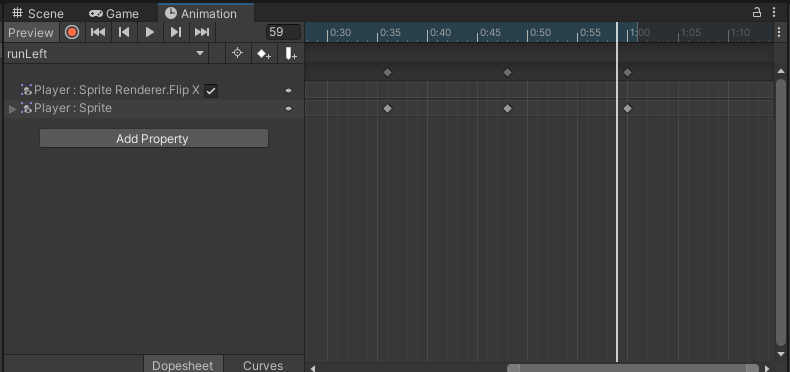 Scene Game Animation
Preview 59 0:30 0:35 0:40 0:45 0:50 0:55 1:00 1:05 1:10
runLeft
Player : Sprite Renderer.Flip X
Player : Sprite
Add Property
Dopesheet Curves